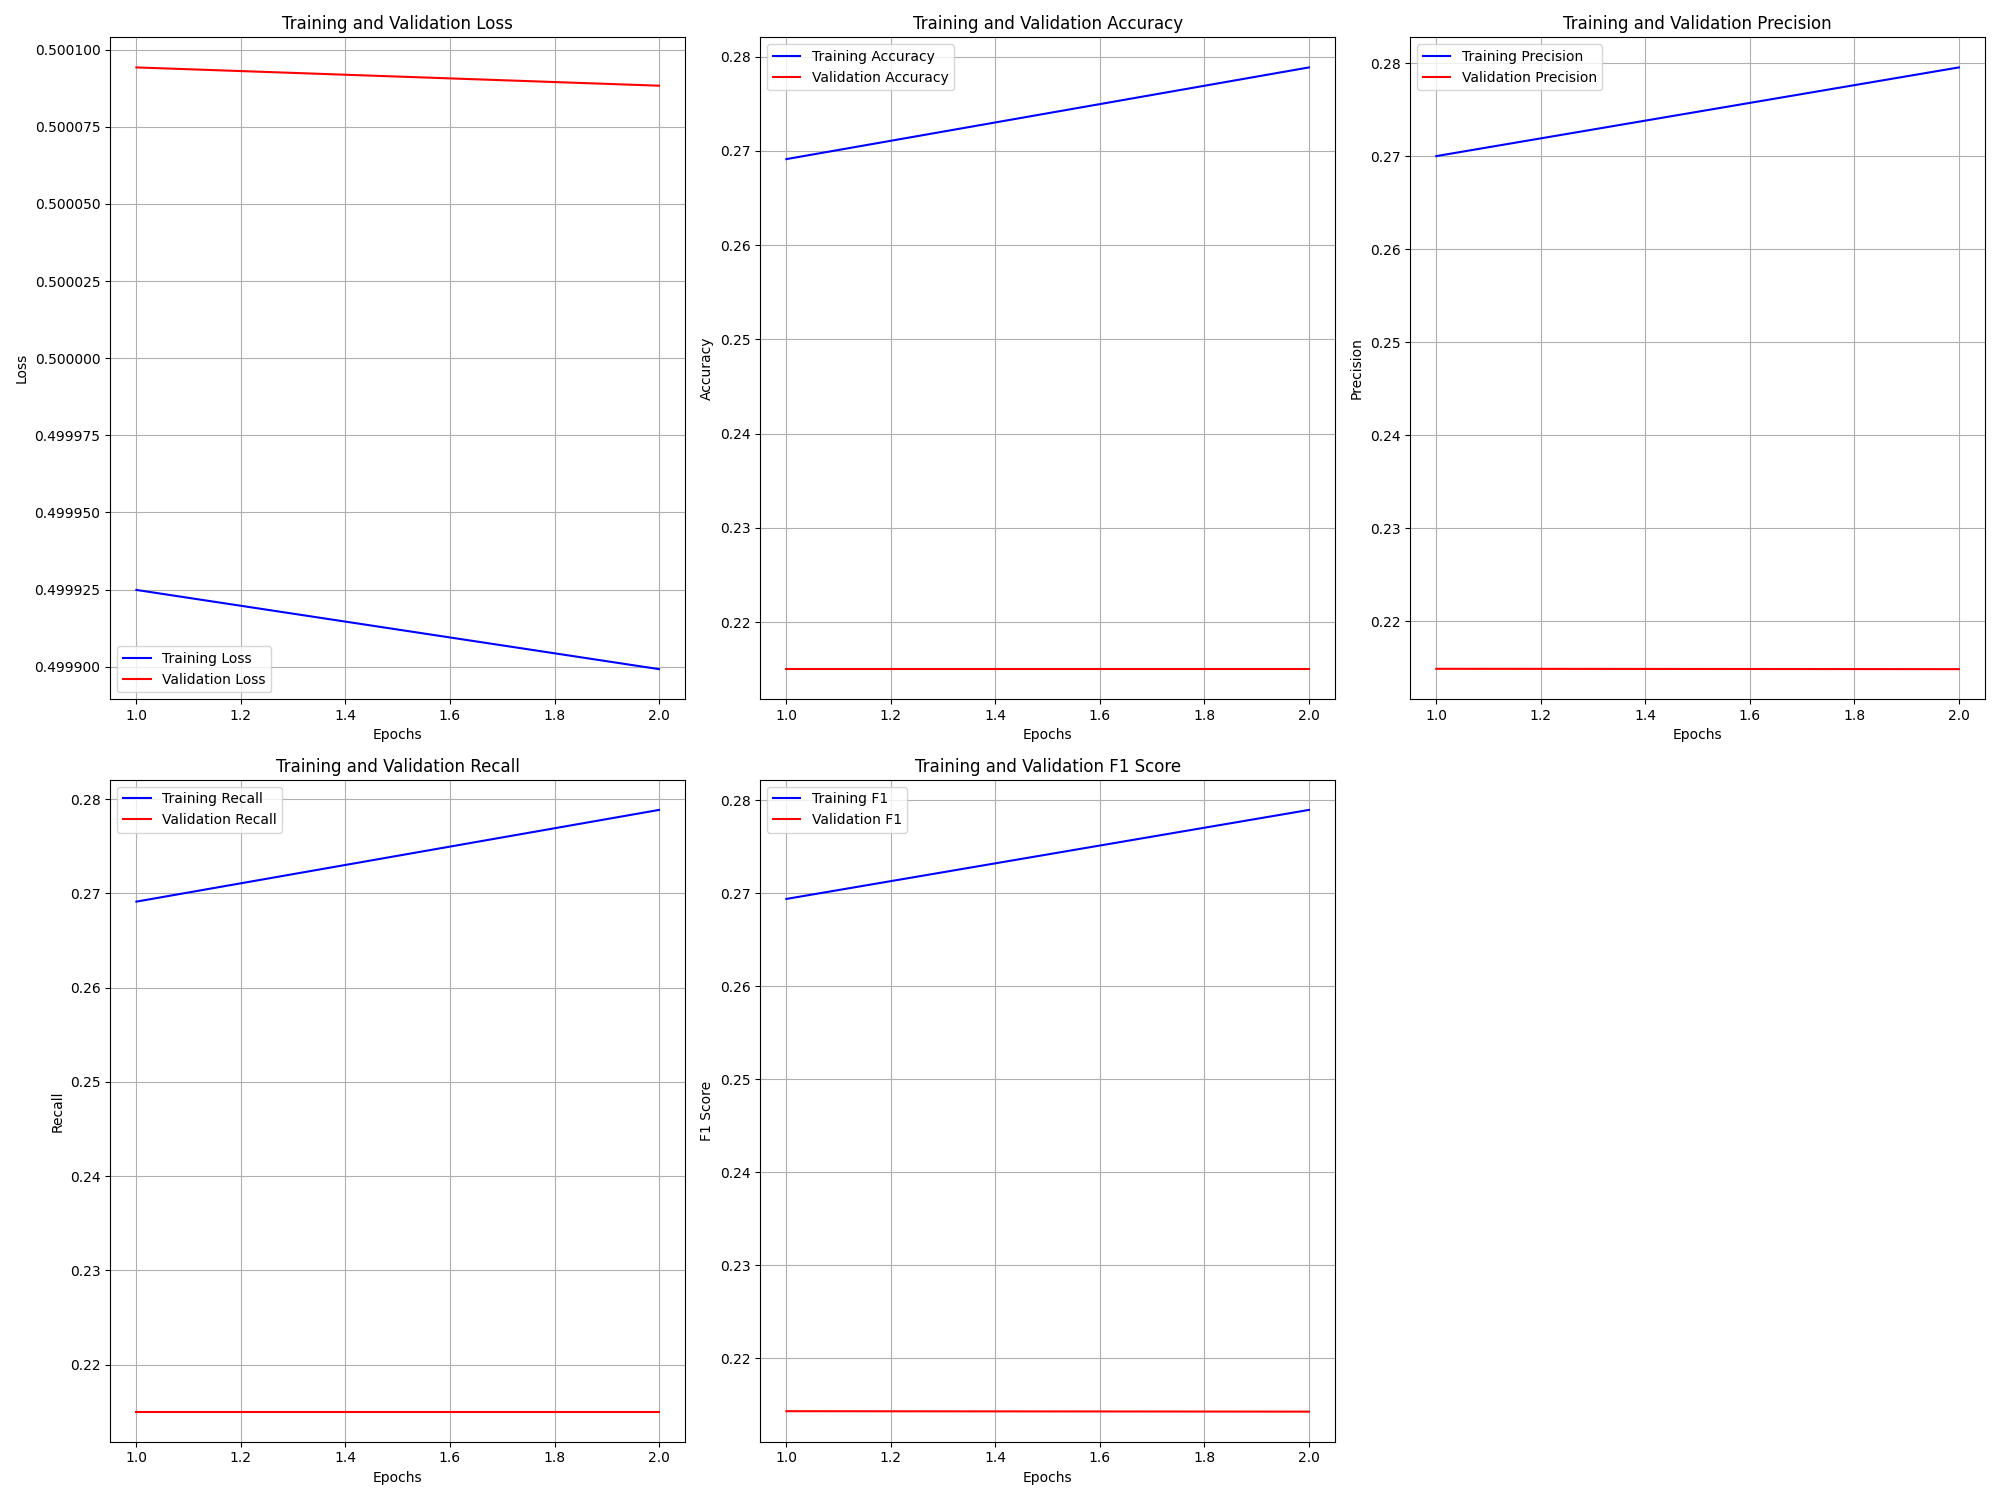 Training and Validation Loss
0.500100
0.500075
0.500050
0.500025
0.500000
0.499975
0.499950
0.499925
0.499900
Loss
Training Loss
Validation Loss
1.0 1.2 1.4 1.6 1.8 2.0
Epochs
Training and Validation Accuracy
Training Accuracy
Validation Accuracy
0.28
0.27
0.26
0.25
0.24
0.23
0.22
Accuracy
1.0 1.2 1.4 1.6 1.8 2.0
Epochs
Training and Validation Precision
Training Precision
Validation Precision
0.28
0.27
0.26
0.25
0.24
0.23
0.22
Precision
1.0 1.2 1.4 1.6 1.8 2.0
Epochs
Training and Validation Recall
Training Recall
Validation Recall
0.28
0.27
0.26
0.25
0.24
0.23
0.22
Recall
1.0 1.2 1.4 1.6 1.8 2.0
Epochs
Training and Validation F1 Score
Training F1
Validation F1
0.28
0.27
0.26
0.25
0.24
0.23
0.22
F1 Score
1.0 1.2 1.4 1.6 1.8 2.0
Epochs